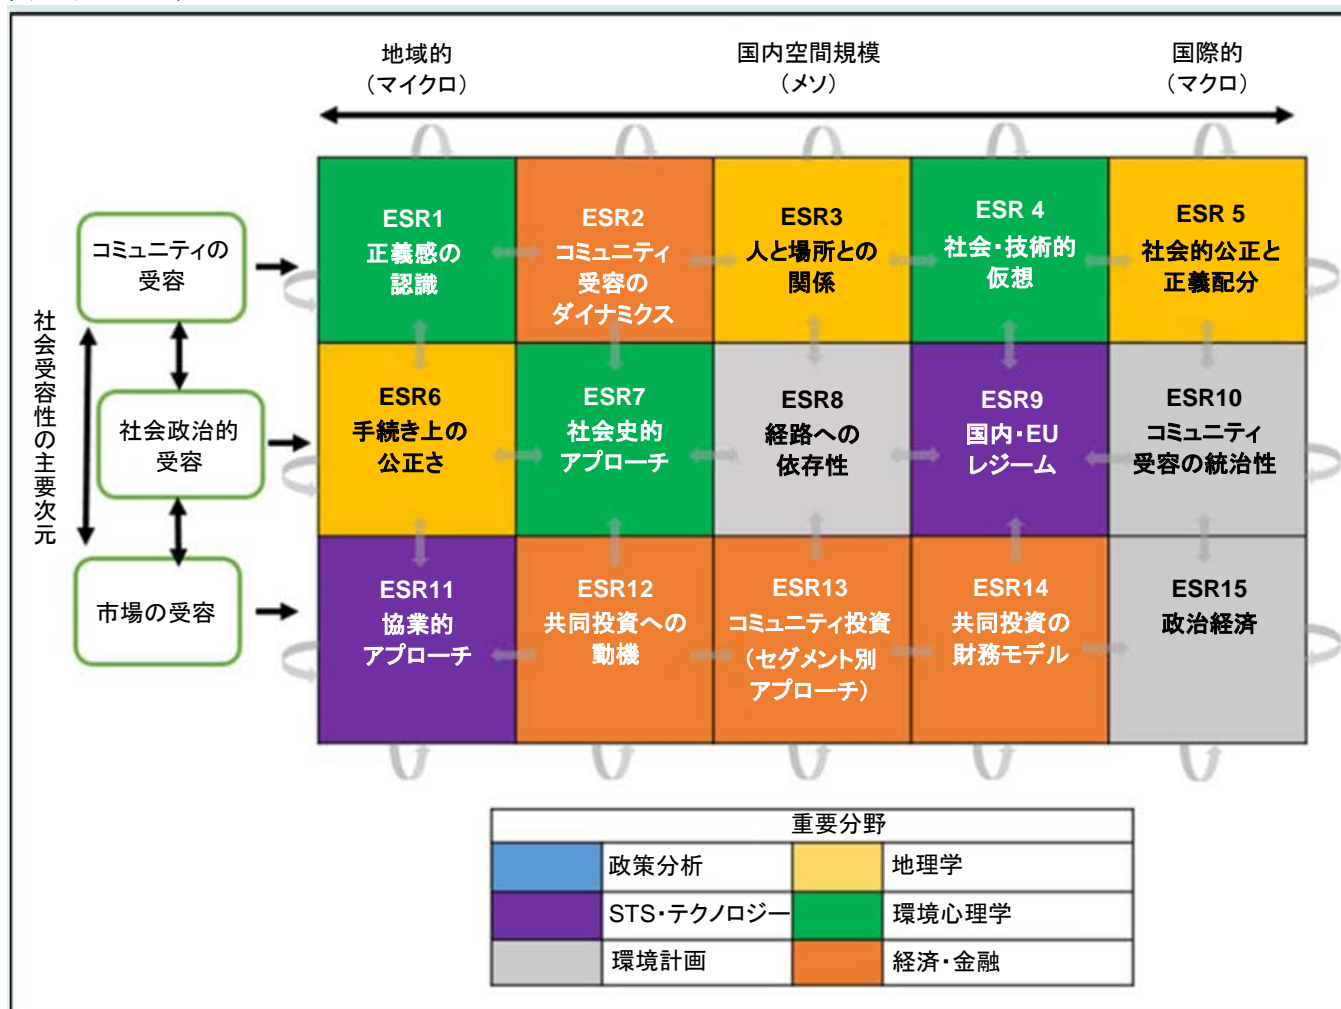 地域的
（マイクロ）
国内空間規模
（メソ）
国際的
（マクロ）
社会受容性の主要次元
コミュニティの
受容
ESR1
正義感の
認識
ESR2
コミュニティ
受容の
ダイナミクス
ESR3
人と場所との
関係
ESR 4
社会・技術的
仮想
ESR 5
社会的公正と
正義配分
社会政治的
受容
ESR6
手続き上の
公正さ
ESR7
社会史的
アプローチ
ESR8
経路への
依存性
ESR9
国内・EU
レジーム
ESR10
コミュニティ
受容の統治性
市場の受容
ESR11
協業的
アプローチ
ESR12
共同投資への
動機
ESR13
コミュニティ投資
（セグメント別
アプローチ）
ESR14
共同投資の
財務モデル
ESR15
政治経済
重要分野
政策分析
地理学
STS・テクノロジー
環境心理学
環境計画
経済・金融